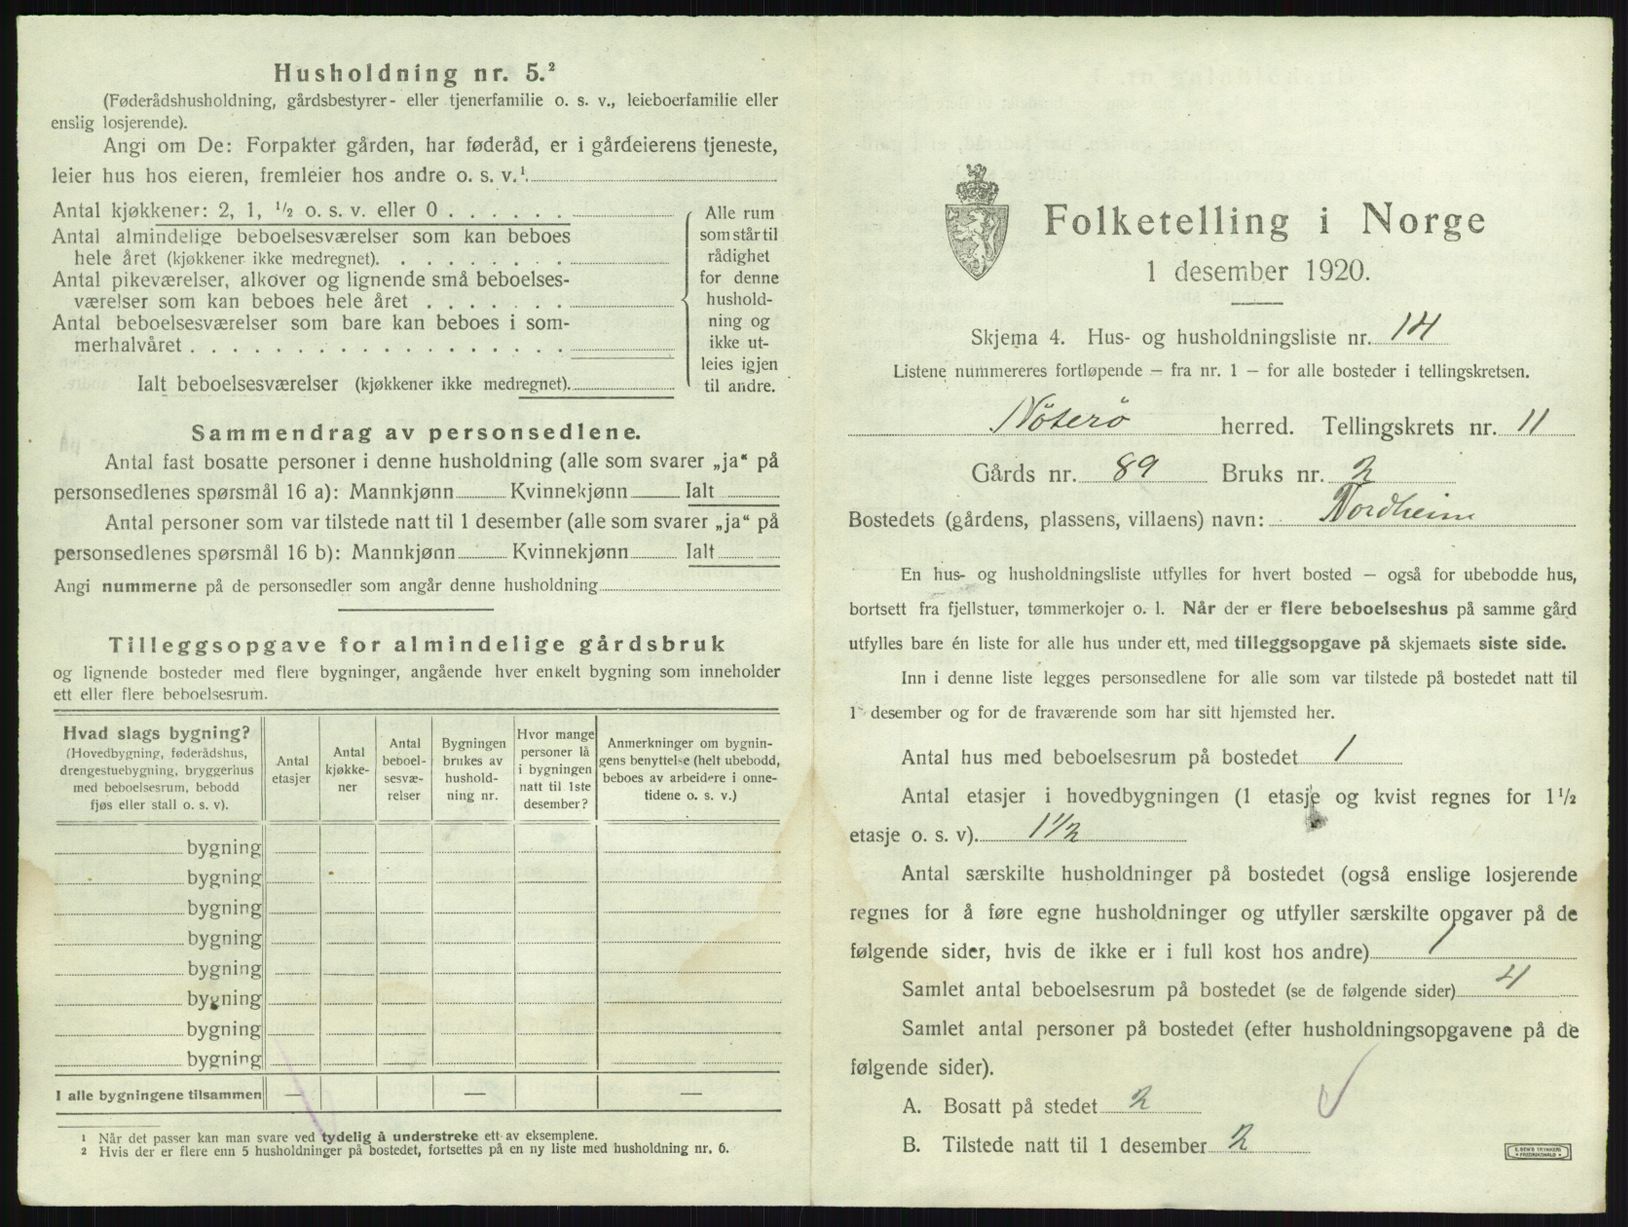 Husholdning nr. 5.²
(Føderådshusholdning, gårdsbestyrer- eller tjenerfamilie o. s. v., leieboerfamilie eller
enslig losjerende).
Angi om De: Forpakter gården, har føderåd, er i gårdeierens tjeneste,
leier hus hos eieren, fremleier hos andre o. s. v.¹
Antal kjøkkener: 2, 1, ½ o. s. v. eller 0
Antal almindelige beboelsesværelser som kan beboes
hele året (kjøkkener ikke medregnet).
Antal pikeværelser, alkover og lignende små beboelses-
værelser som kan beboes hele året
Antal beboelsesværelser som bare kan beboes i som-
merhalvåret
Ialt beboelsesværelser (kjøkkener ikke medregnet).
Alle rum
som står til
rådighet
for denne
hushold-
ning og
ikke ut-
leies igjen
til andre.
Sammendrag av personsedlene.
Antal fast bosatte personer i denne husholdning (alle som svarer „ja“ på
personsedlenes spørsmål 16 a): Mannkjønn Kvinnekjønn Ialt
Antal personer som var tilstede natt til 1 desember (alle som svarer „ja“ på
personsedlenes spørsmål 16 b): Mannkjønn Kvinnekjønn Ialt
Angi nummerne på de personsedler som angår denne husholdning
Tilleggsopgave for almindelige gårdsbruk
og lignende bosteder med flere bygninger, angående hver enkelt bygning som inneholder
ett eller flere beboelsesrum.
Hvad slags bygning?
(Hovedbygning, føderådshus,
drengestuebygning, bryggerhus
med beboelsesrum, bebodd
fjøs eller stall o. s. v).
Antal
etasjer
Antal
kjøkke-
ner
Antal
beboel-
sesvæ-
relser
Bygningen
brukes av
hushold-
ning nr.
Hvor mange
personer lå
i bygningen
natt til 1ste
desember?
Anmerkninger om bygnin-
gens benyttelse (helt ubebodd,
beboes av arbeidere i onne-
tidene o. s. v.)
bygning
bygning
bygning
bygning
bygning
bygning
bygning
bygning
I alle bygningene tilsammen — — —
¹ Når det passer kan man svare ved tydelig å understreke ett av eksemplene.
² Hvis der er flere enn 5 husholdninger på bostedet, fortsettes på en ny liste med husholdning nr. 6.
Folketelling i Norge
1 desember 1920.
Skjema 4. Hus- og husholdningsliste nr. 14
Listene nummereres fortløpende — fra nr. 1 — for alle bosteder i tellingskretsen.
Nöterö herred. Tellingskrets nr. 11
Gårds nr. 89 Bruks nr. 2
Bostedets (gårdens, plassens, villaens) navn: Nordheim
En hus- og husholdningsliste utfylles for hvert bosted — også for ubebodde hus,
bortsett fra fjellstuer, tømmerkojer o. l. Når der er flere beboelseshus på samme gård
utfylles bare én liste for alle hus under ett, med tilleggsopgave på skjemaets siste side.
Inn i denne liste legges personsedlene for alle som var tilstede på bostedet natt til
1 desember og for de fraværende som har sitt hjemsted her.
Antal hus med beboelsesrum på bostedet 1
Antal etasjer i hovedbygningen (1 etasje og kvist regnes for 1½
etasje o. s. v). 1½
Antal særskilte husholdninger på bostedet (også enslige losjerende
regnes for å føre egne husholdninger og utfyller særskilte opgaver på de
følgende sider, hvis de ikke er i full kost hos andre) 1
Samlet antal beboelsesrum på bostedet (se de følgende sider) 4
Samlet antal personer på bostedet (efter husholdningsopgavene på de
følgende sider).
A. Bosatt på stedet 2
B. Tilstede natt til 1 desember 2